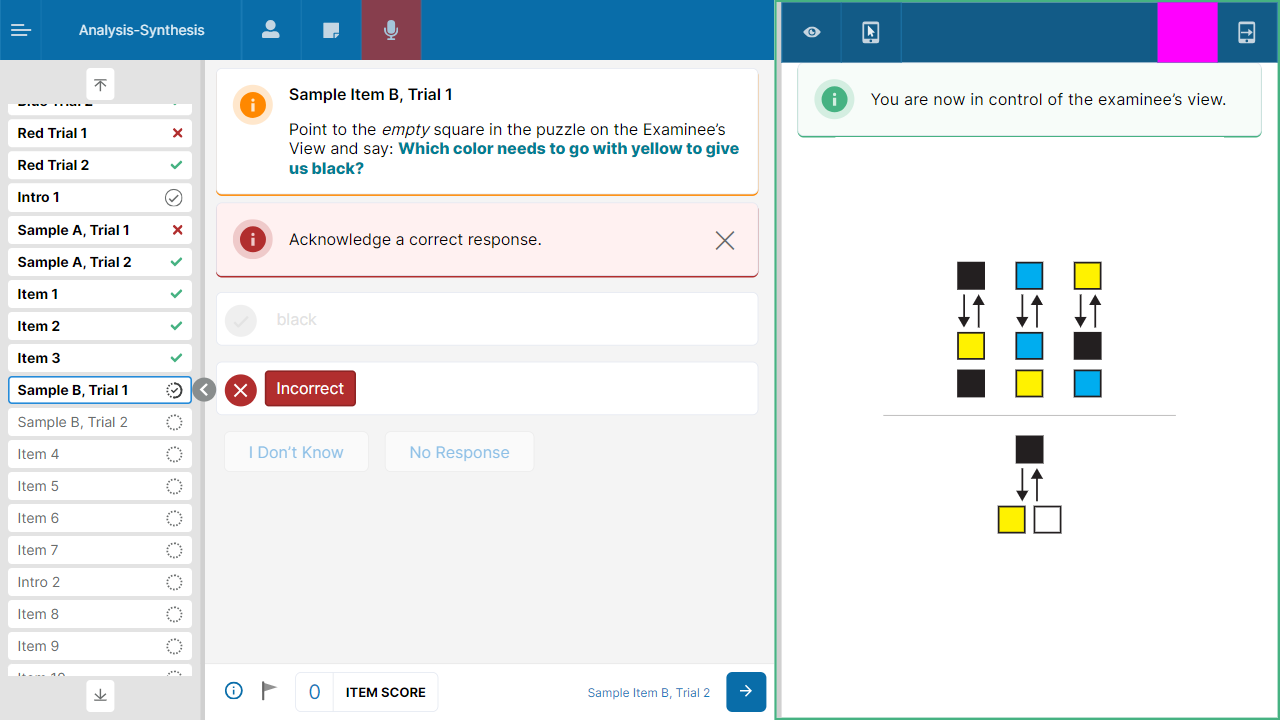 Analysis-Synthesis
Red Trial 1
Red Trial 2
Intro 1
Sample A, Trial 1
Sample A, Trial 2
Item 1
Item 2
Item 3
Sample B, Trial 1
Sample B, Trial 2
Item 4
Item 5
Item 6
Item 7
Intro 2
Item 8
Item 9
Sample Item B, Trial 1
Point to the empty square in the puzzle on the Examinee’s
View and say: Which color needs to go with yellow to give
us black?
Acknowledge a correct response.
black
Incorrect
I Don’t Know
No Response
0
ITEM SCORE
Sample Item B, Trial 2
You are now in control of the examinee’s view.